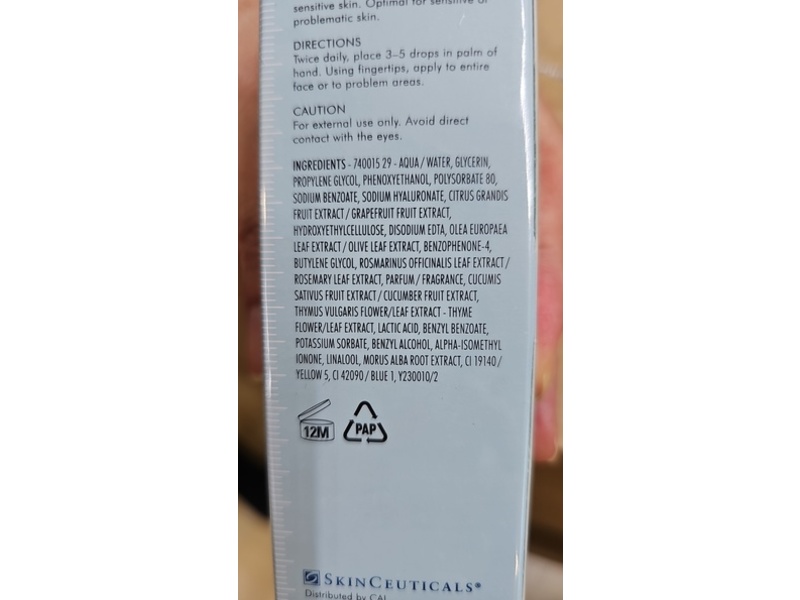 sensitive skin. Optimal for sensitive or
problematic skin.
DIRECTIONS
Twice daily, place 3–5 drops in palm of
hand. Using fingertips, apply to entire
face or to problem areas.
CAUTION
For external use only. Avoid direct
contact with the eyes.
INGREDIENTS - 740015 29 - AQUA / WATER, GLYCERIN,
PROPYLENE GLYCOL, PHENOXYETHANOL, POLYSORBATE 80,
SODIUM BENZOATE, SODIUM HYALURONATE, CITRUS GRANDIS
FRUIT EXTRACT / GRAPEFRUIT FRUIT EXTRACT,
HYDROXYETHYLCELLULOSE, DISODIUM EDTA, OLEA EUROPAEA
LEAF EXTRACT / OLIVE LEAF EXTRACT, BENZOPHENONE-4,
BUTYLENE GLYCOL, ROSMARINUS OFFICINALIS LEAF EXTRACT /
ROSEMARY LEAF EXTRACT, PARFUM / FRAGRANCE, CUCUMIS
SATIVUS FRUIT EXTRACT / CUCUMBER FRUIT EXTRACT,
THYMUS VULGARIS FLOWER/LEAF EXTRACT - THYME
FLOWER/LEAF EXTRACT, LACTIC ACID, BENZYL BENZOATE,
POTASSIUM SORBATE, BENZYL ALCOHOL, ALPHA-ISOMETHYL
IONONE, LINALOOL, MORUS ALBA ROOT EXTRACT, CI 19140 /
YELLOW 5, CI 42090 / BLUE 1, Y230010/2
12M
PAP
SKINCEUTICALS®
Distributed by CAL